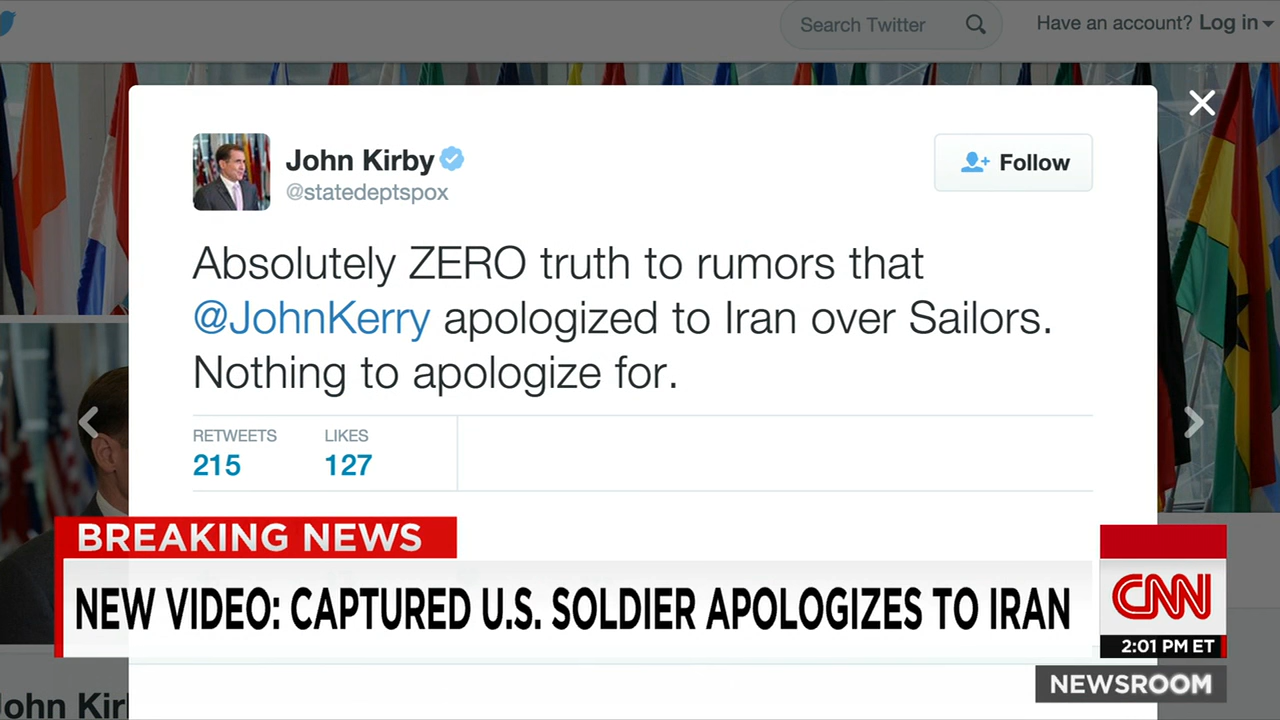 Search Twitter
Have an account? Log in
John Kirby
@statedeptspox
Follow
Absolutely ZERO truth to rumors that
@JohnKerry apologized to Iran over Sailors.
Nothing to apologize for.
RETWEETS LIKES
215 127
BREAKING NEWS
NEW VIDEO: CAPTURED U.S. SOLDIER APOLOGIZES TO IRAN
CNN
2:01 PM ET
NEWSROOM
John Kir